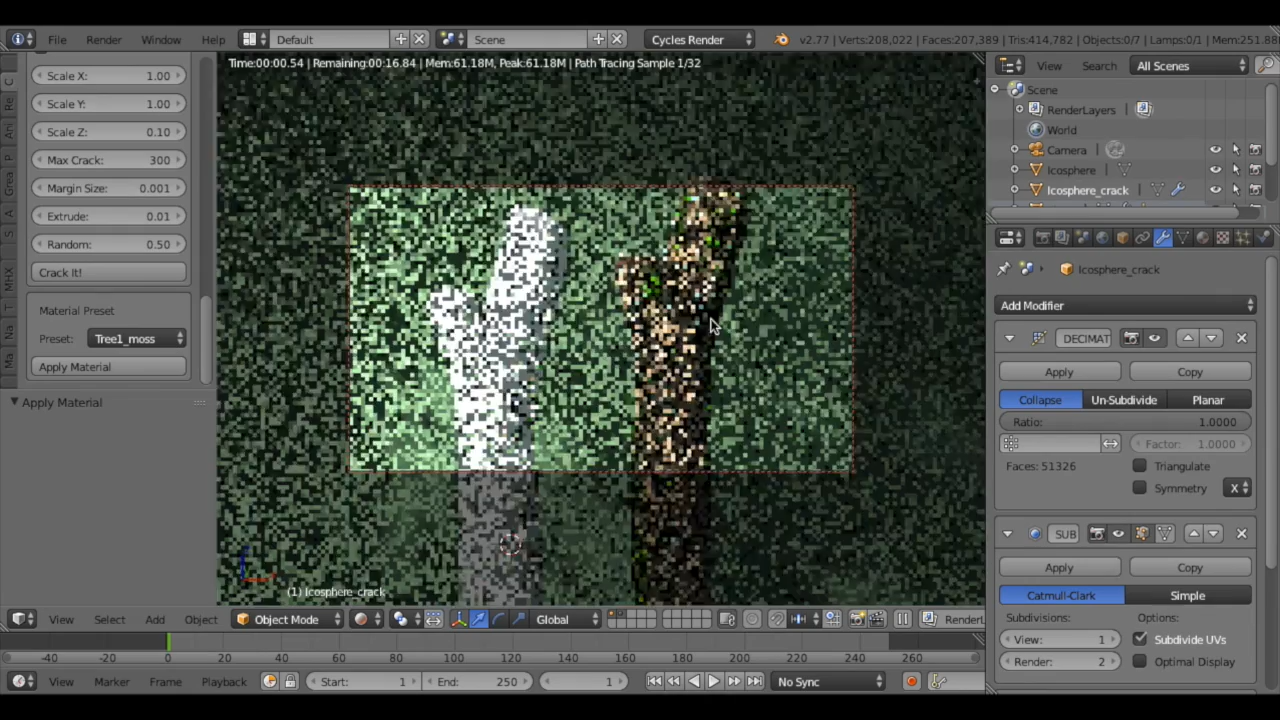 File Render Window Help Default Scene Cycles Render v2.77 | Verts:208,022 | Faces:207,389 | Tris:414,782 | Objects:0/7 | Lamps:0/1 | Mem:251.88
Time:00:00.54 | Remaining:00:16.84 | Mem:61.18M, Peak:61.18M | Path Tracing Sample 1/32
View Search All Scenes
Scene
RenderLayers
World
Camera
Icosphere
Icosphere_crack
Scale X: 1.00
Scale Y: 1.00
Scale Z: 0.10
Max Crack: 300
Margin Size: 0.001
Extrude: 0.01
Random: 0.50
Crack It!
Material Preset
Preset: Tree1_moss
Apply Material
Apply Material
C
Re
Ani
P
Grea
A
S
MHX
T
Na
Ma
Icosphere_crack
Add Modifier
DECIMAT
Apply Copy
Collapse Un-Subdivide Planar
Ratio: 1.0000
Factor: 1.0000
Faces: 51326
Triangulate
Symmetry X
SUB
Apply Copy
Catmull-Clark Simple
Subdivisions: Options:
View: 1 Subdivide UVs
Render: 2 Optimal Display
(1) Icosphere_crack
View Select Add Object Object Mode Global RenderL
-40 -20 0 20 40 60 80 100 120 140 160 180 200 220 240 260
View Marker Frame Playback Start: 1 End: 250 1 No Sync